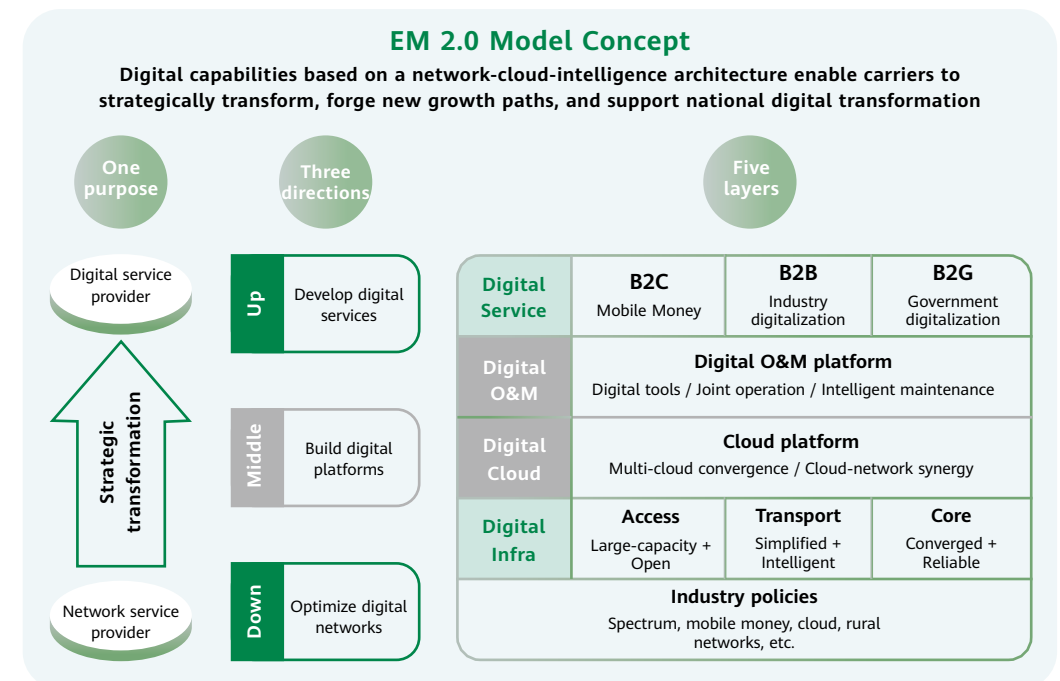 EM 2.0 Model Concept
Digital capabilities based on a network-cloud-intelligence architecture enable carriers to
strategically transform, forge new growth paths, and support national digital transformation
One
purpose
Three
directions
Five
layers
Digital service
provider
Strategic
transformation
Network service
provider
Up
Develop digital
services
Middle
Build digital
platforms
Down
Optimize digital
networks
Digital
Service
B2C
Mobile Money
B2B
Industry
digitalization
B2G
Government
digitalization
Digital
O&M
Digital O&M platform
Digital tools / Joint operation / Intelligent maintenance
Digital
Cloud
Cloud platform
Multi-cloud convergence / Cloud-network synergy
Digital
Infra
Access
Large-capacity +
Open
Transport
Simplified +
Intelligent
Core
Converged +
Reliable
Industry policies
Spectrum, mobile money, cloud, rural
networks, etc.